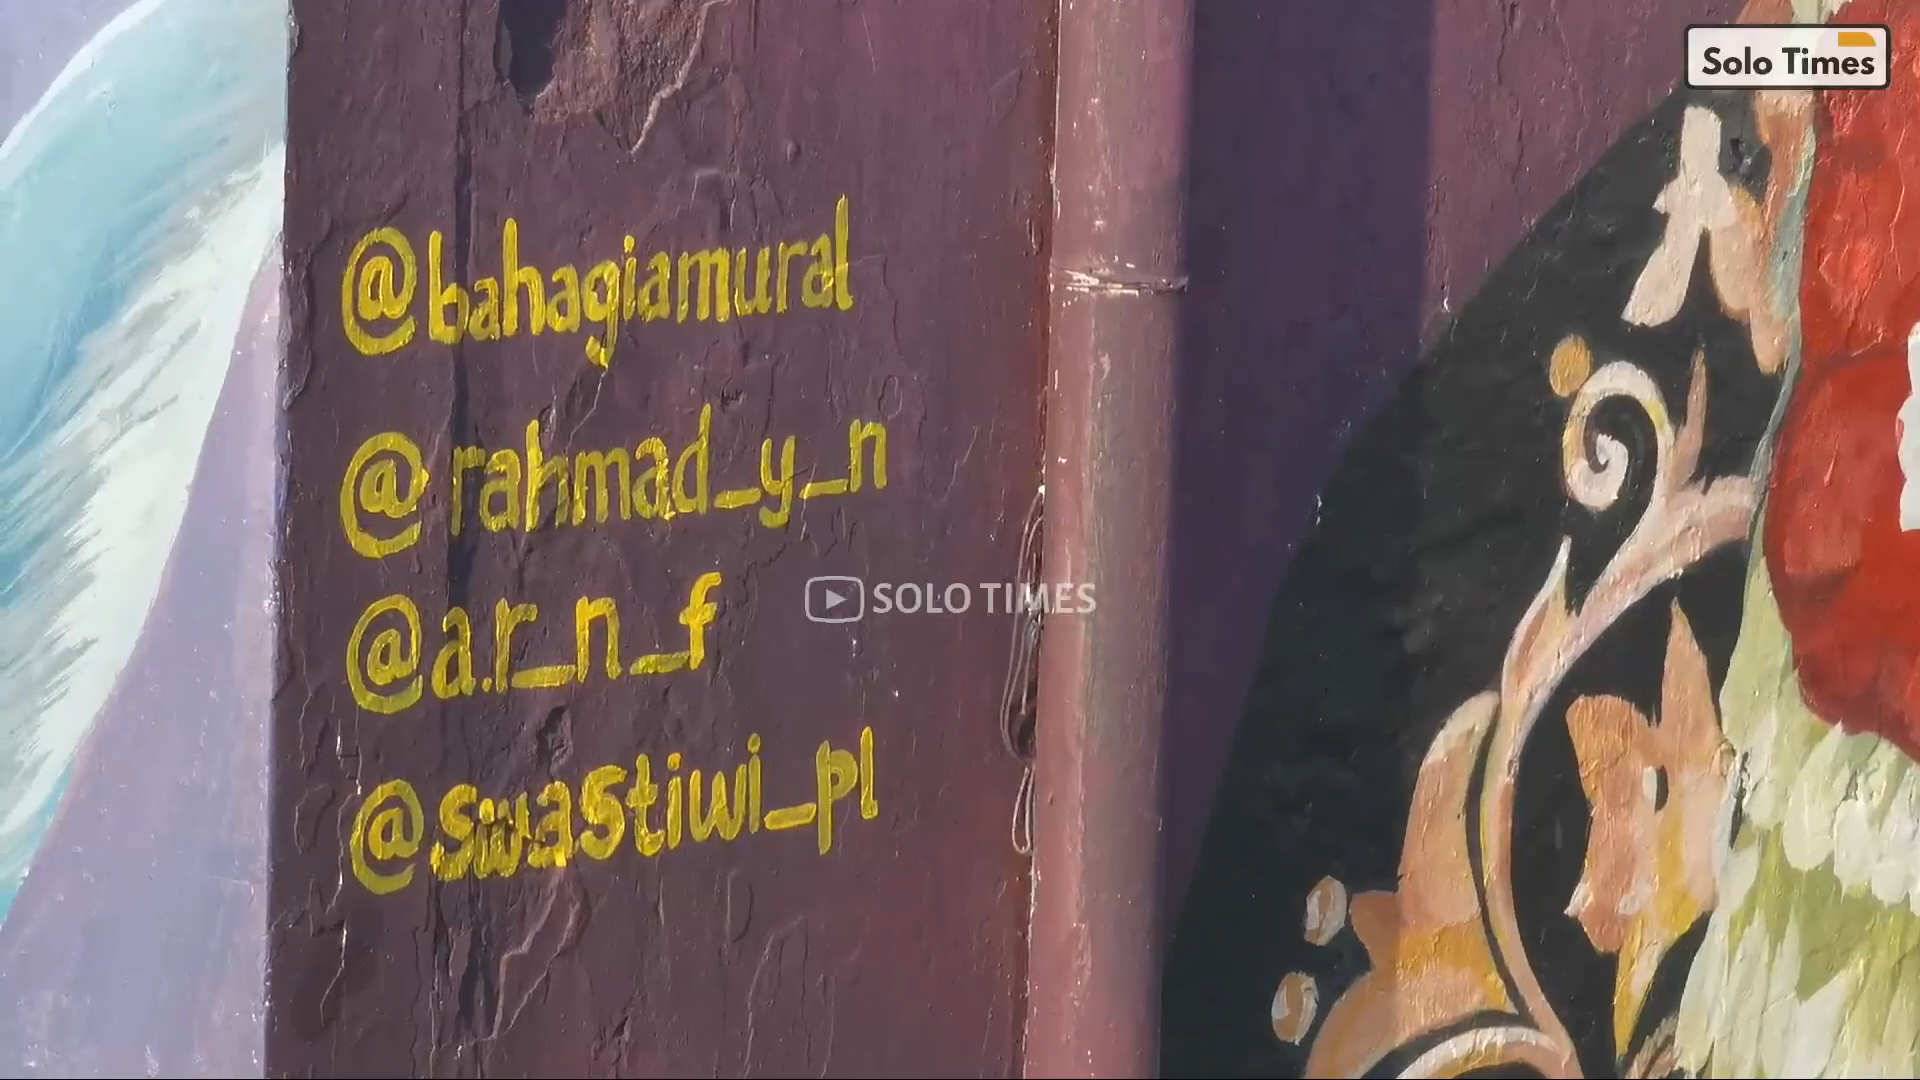 Solo Times
@bahagiamural
@rahmad_y_n
@a.r_n_f
SOLO TIMES
@swastiwi_pl